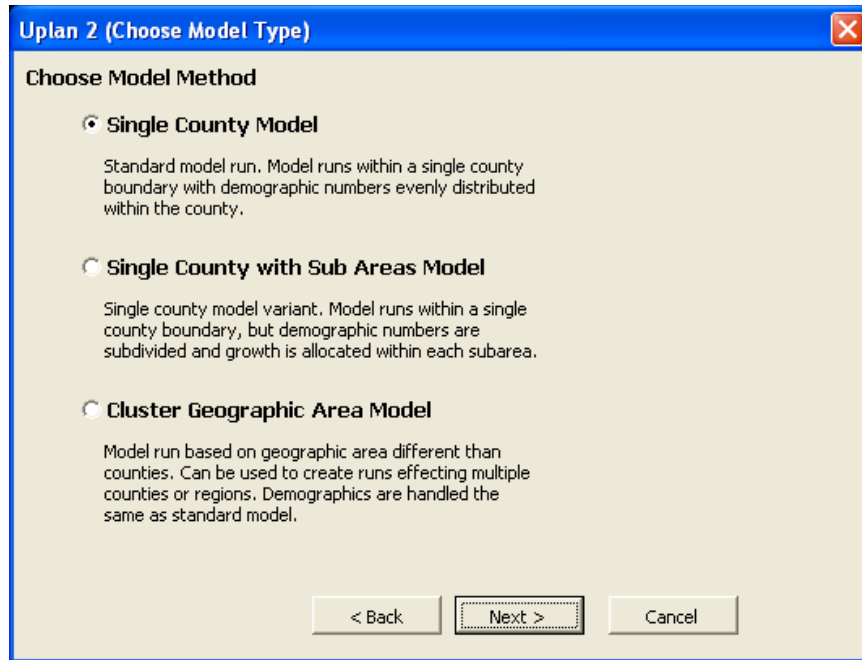 Uplan 2 (Choose Model Type)
Choose Model Method
Single County Model
Standard model run. Model runs within a single county
boundary with demographic numbers evenly distributed
within the county.
Single County with Sub Areas Model
Single county model variant. Model runs within a single
county boundary, but demographic numbers are
subdivided and growth is allocated within each subarea.
Cluster Geographic Area Model
Model run based on geographic area different than
counties. Can be used to create runs effecting multiple
counties or regions. Demographics are handled the
same as standard model.
< Back Next > Cancel